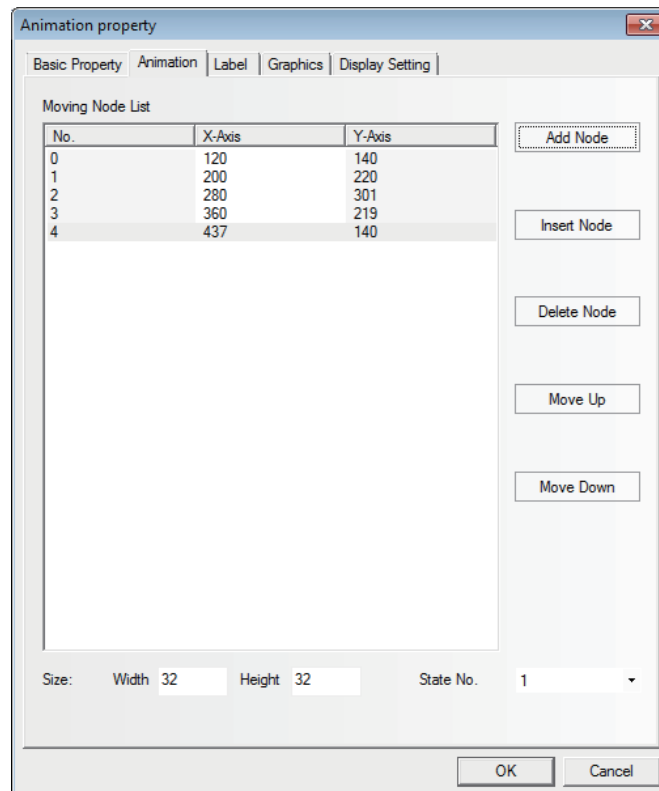 Animation property
Basic Property Animation Label Graphics Display Setting
Moving Node List
No. X-Axis Y-Axis
0 120 140
1 200 220
2 280 301
3 360 219
4 437 140
Add Node
Insert Node
Delete Node
Move Up
Move Down
Size: Width 32 Height 32 State No. 1
OK Cancel